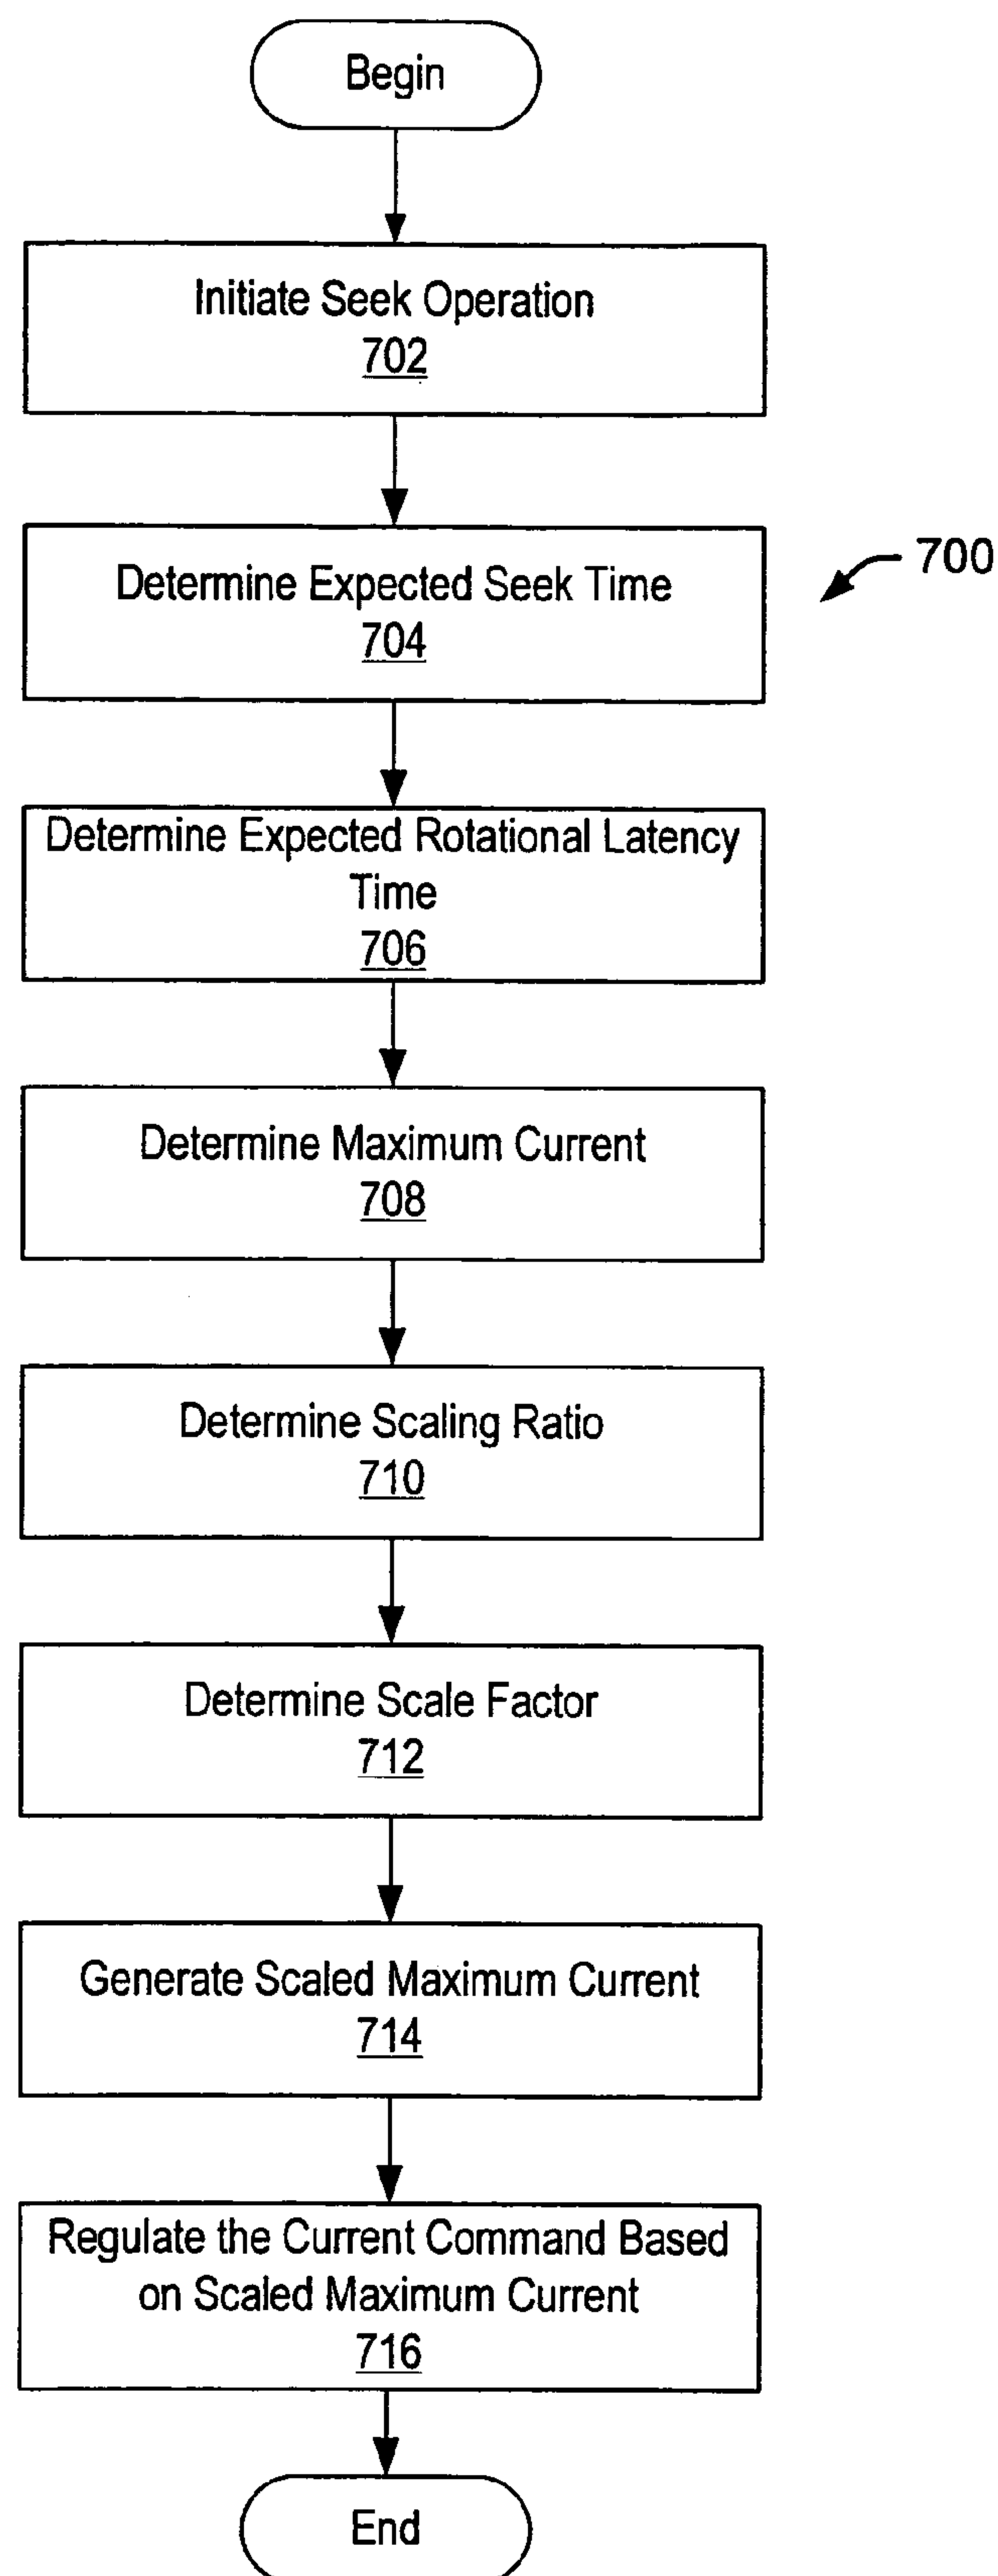 Begin
Initiate Seek Operation
702
Determine Expected Seek Time
704
700
Determine Expected Rotational Latency
Time
706
Determine Maximum Current
708
Determine Scaling Ratio
710
Determine Scale Factor
712
Generate Scaled Maximum Current
714
Regulate the Current Command Based
on Scaled Maximum Current
716
End